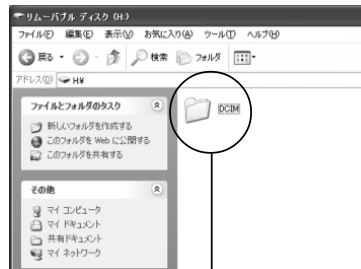 リムーバブル ディスク (H:)
ファイル(F) 編集(E) 表示(V) お気に入り(A) ツール(T) ヘルプ(H)
戻る 検索 フォルダ
アドレス(D) H¥
ファイルとフォルダのタスク
DCIM
新しいフォルダを作成する
このフォルダを Web に公開する
このフォルダを共有する
その他
マイ コンピュータ
マイ ドキュメント
共有ドキュメント
マイ ネットワーク